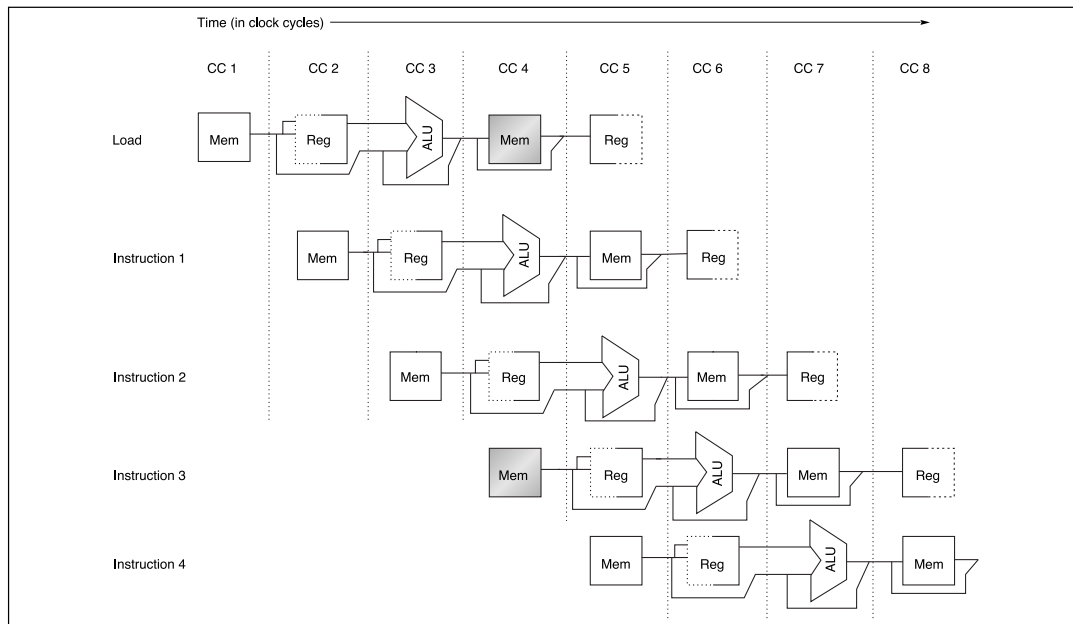 Time (in clock cycles)
CC 1 CC 2 CC 3 CC 4 CC 5 CC 6 CC 7 CC 8
Load Mem Reg ALU Mem Reg
Instruction 1 Mem Reg ALU Mem Reg
Instruction 2 Mem Reg ALU Mem Reg
Instruction 3 Mem Reg ALU Mem Reg
Instruction 4 Mem Reg ALU Mem